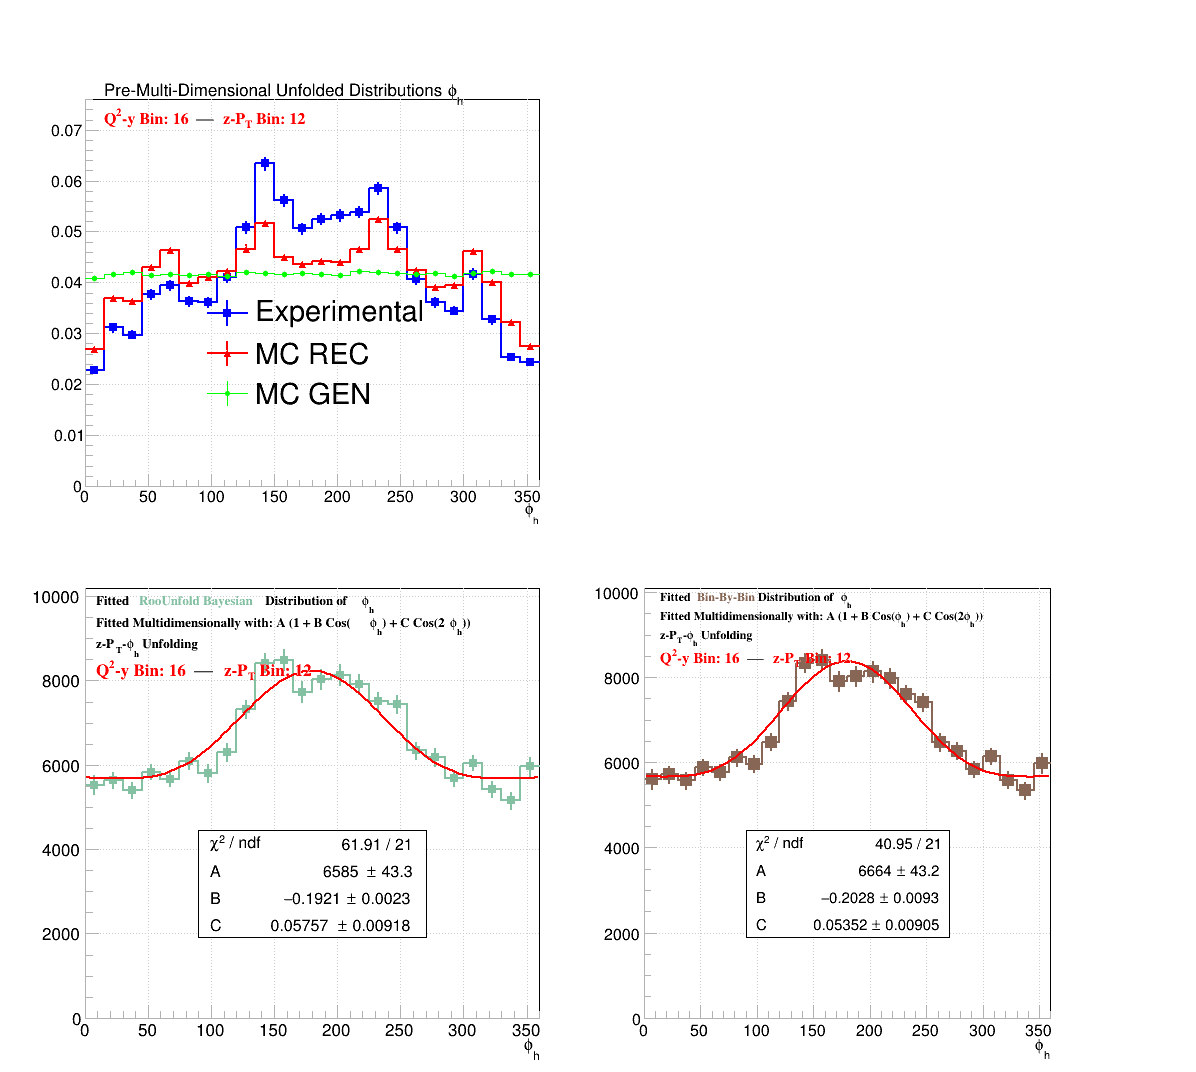 Pre-Multi-Dimensional Unfolded Distributions ϕh
Q²-y Bin: 16 — z-PT Bin: 12
0.07
0.06
0.05
0.04
0.03
0.02
0.01
0
Experimental
MC REC
MC GEN
0 50 100 150 200 250 300 350
ϕh
Fitted RooUnfold Bayesian Distribution of ϕh
Fitted Multidimensionally with: A (1 + B Cos(ϕh) + C Cos(2 ϕh))
z-PT-ϕh Unfolding
Q²-y Bin: 16 — z-PT Bin: 12
10000
8000
6000
4000
2000
0
χ² / ndf 61.91 / 21
A 6585 ± 43.3
B −0.1921 ± 0.0023
C 0.05757 ± 0.00918
0 50 100 150 200 250 300 350
ϕh
Fitted Bin-By-Bin Distribution of ϕh
Fitted Multidimensionally with: A (1 + B Cos(ϕh) + C Cos(2ϕh))
z-PT-ϕh Unfolding
Q²-y Bin: 16 — z-PT Bin: 12
10000
8000
6000
4000
2000
0
χ² / ndf 40.95 / 21
A 6664 ± 43.2
B −0.2028 ± 0.0093
C 0.05352 ± 0.00905
0 50 100 150 200 250 300 350
ϕh